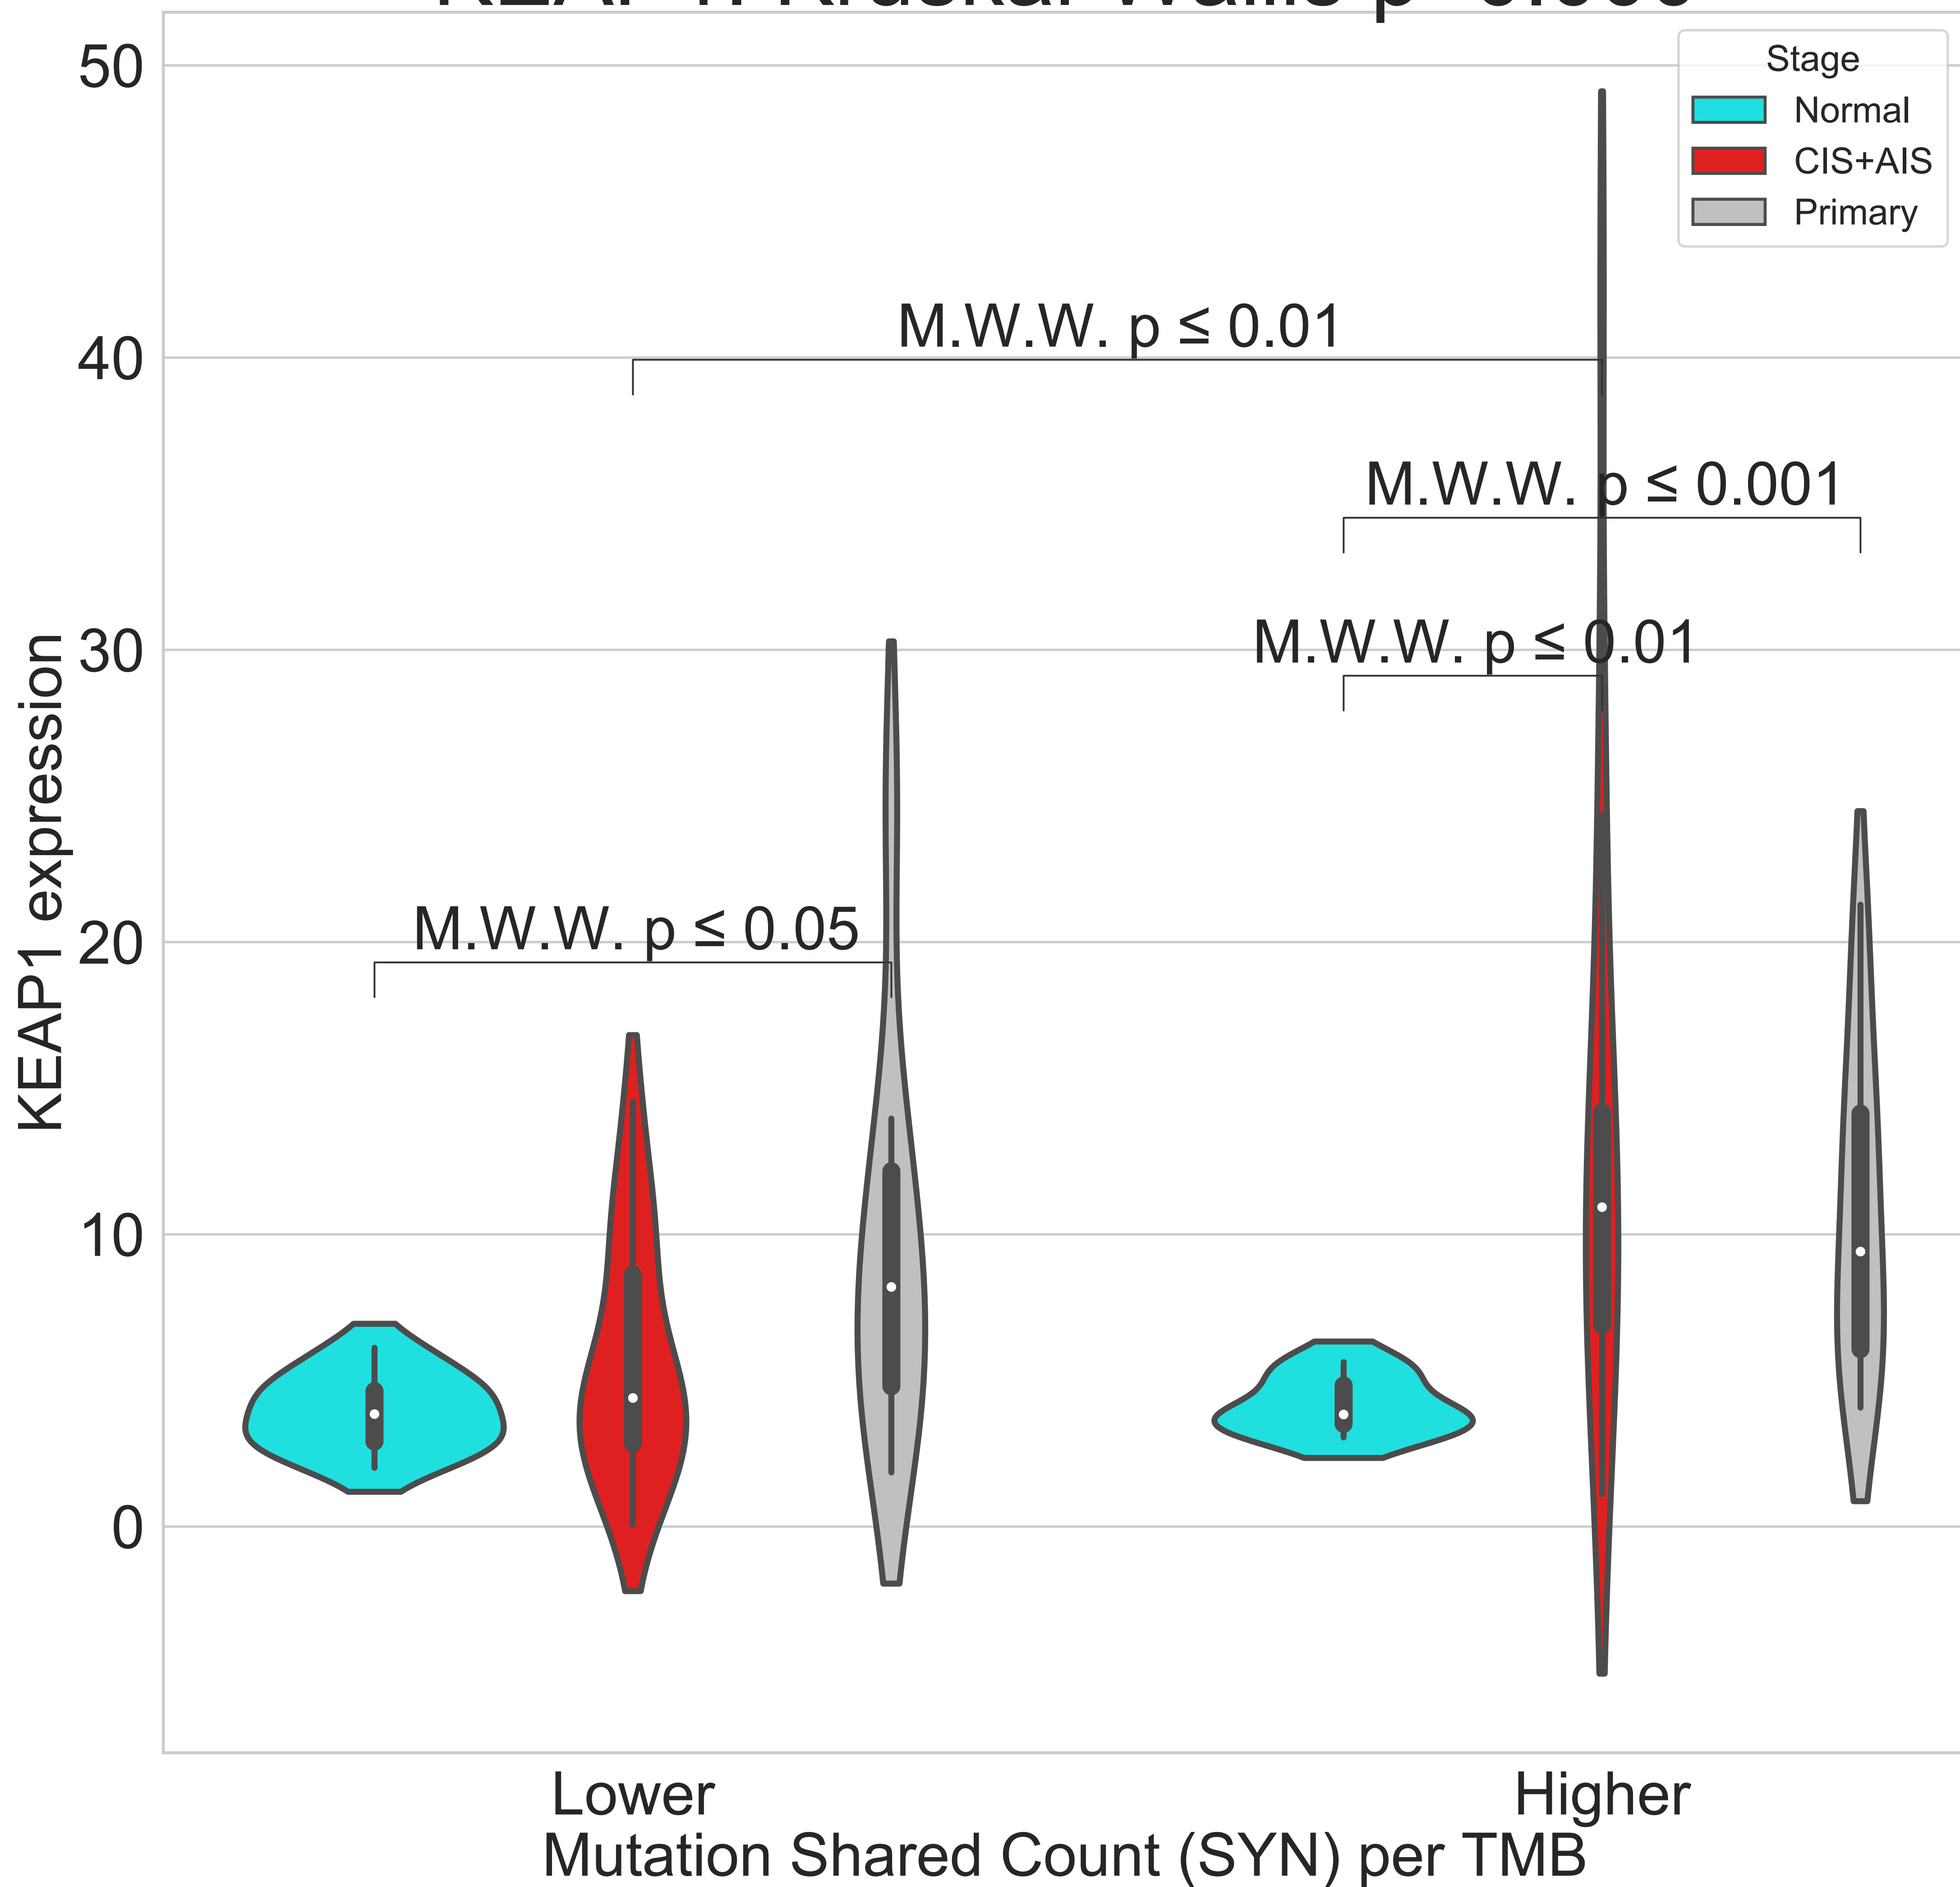 50
Stage
Normal
CIS+AIS
Primary
M.W.W. p ≤ 0.01
40
M.W.W. p ≤ 0.001
M.W.W. p ≤ 0.01
30
M.W.W. p ≤ 0.05
20
10
0
KEAP1 expression
Lower
Higher
Mutation Shared Count (SYN) per TMB